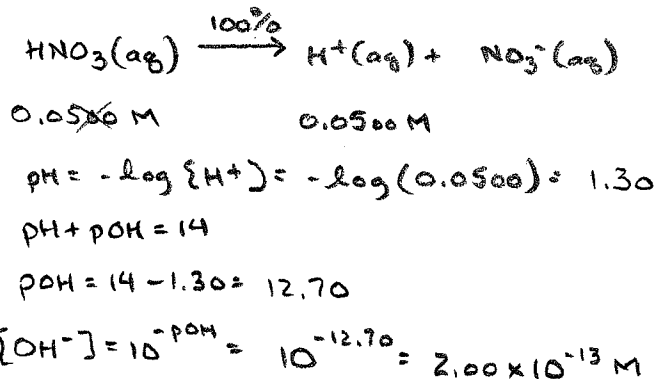 100%
HNO₃(aq) → H⁺(aq) + NO₃⁻(aq)
0.0500 M 0.0500 M
pH = -log [H⁺] = -log(0.0500) = 1.30
pH + pOH = 14
pOH = 14 - 1.30 = 12.70
[OH⁻] = 10^-pOH = 10^-12.70 = 2.00 x 10^-13 M